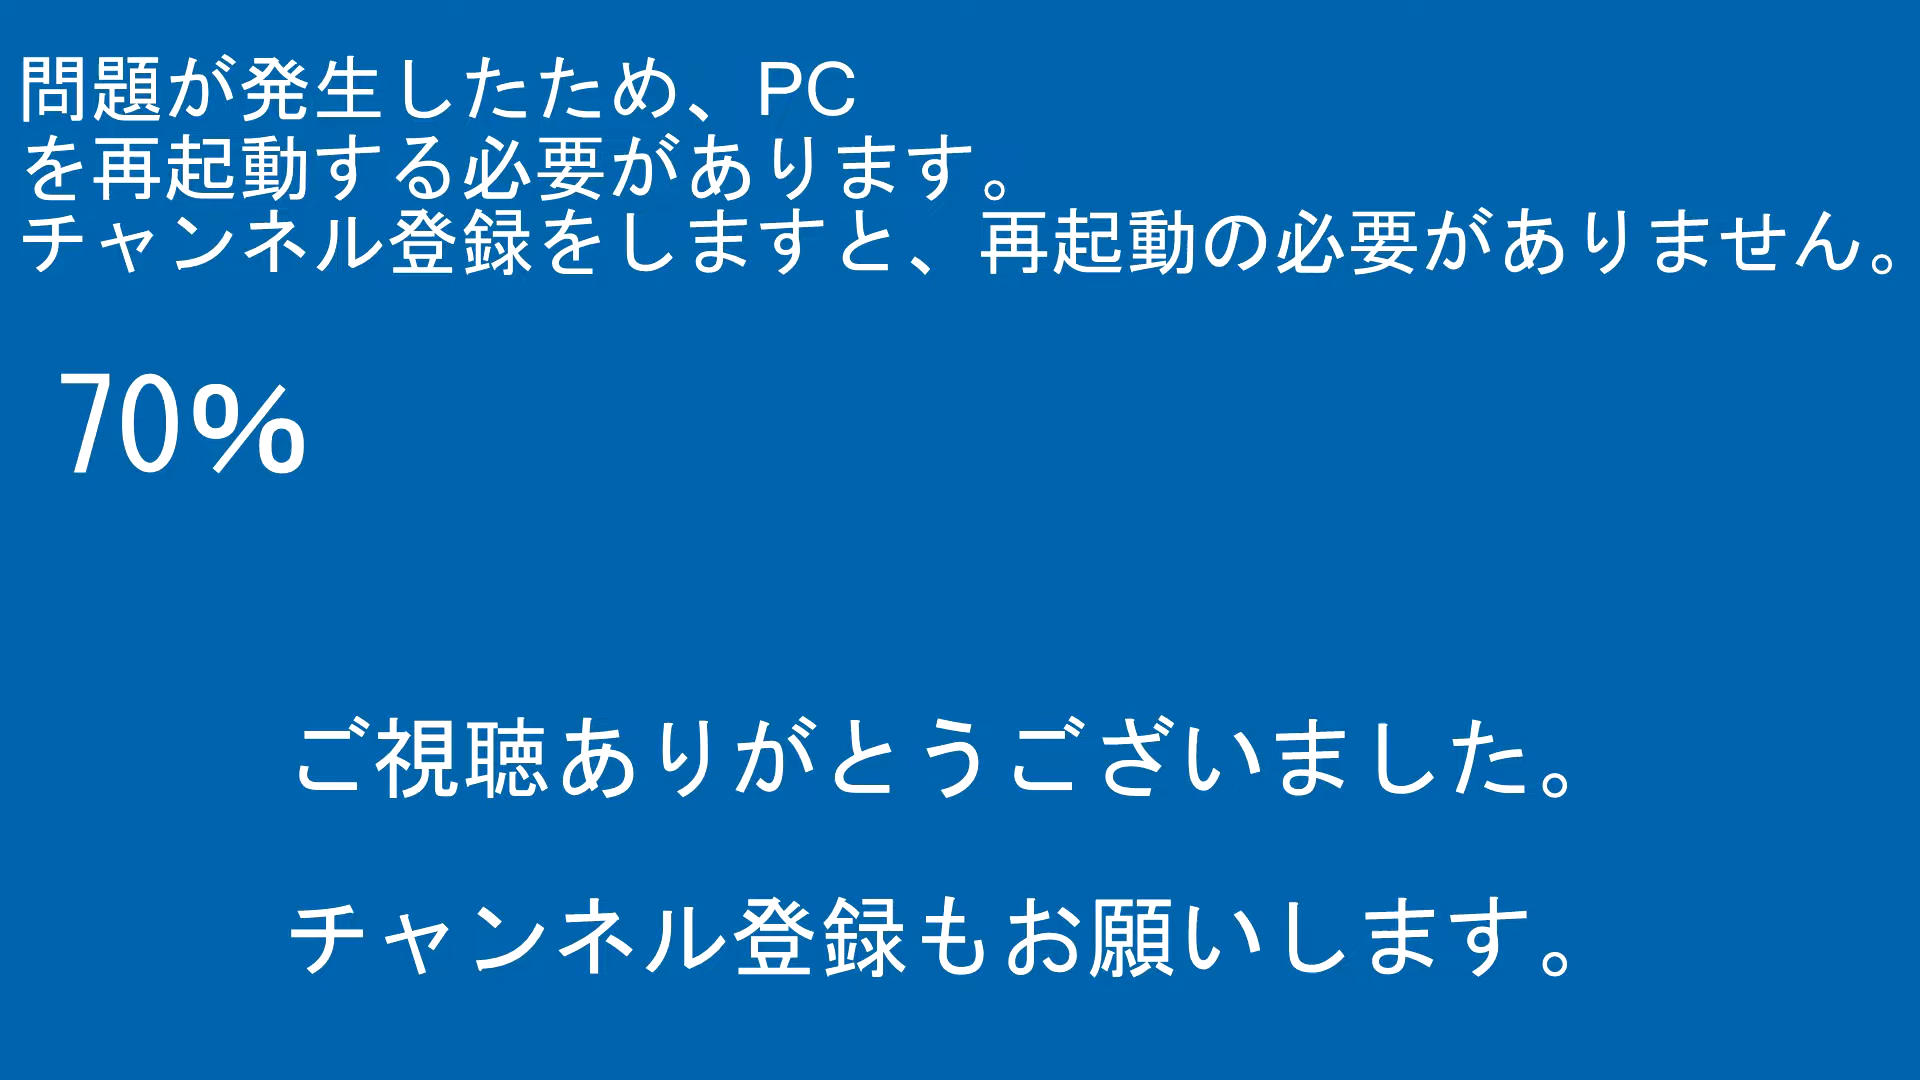 問題が発生したため、PC
を再起動する必要があります。
チャンネル登録をしますと、再起動の必要がありません。
70%
ご視聴ありがとうございました。
チャンネル登録もお願いします。